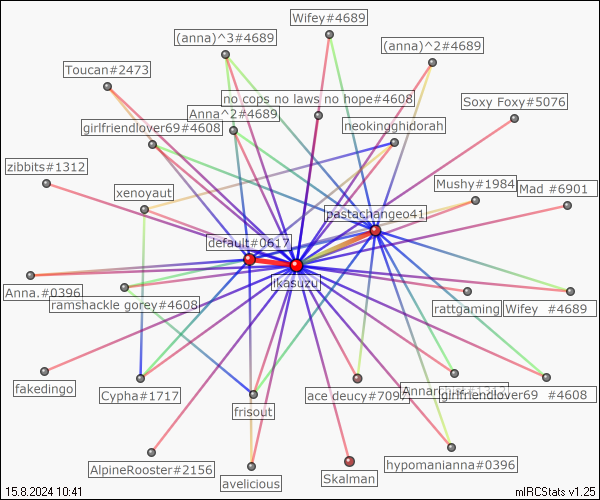 Wifey#4689
(anna)^3#4689
(anna)^2#4689
Toucan#2473
no cops no laws no hope#4608
Soxy Foxy#5076
Anna^2#4689
girlfriendlover69#4608
neokingghidorah
zibbits#1312
xenoyaut
Mushy#1984
Mad #6901
pastachangeo41
default#0617
ikasuzu
Anna.#0396
ramshackle gorey#4608
rattgaming
Wifey #4689
fakedingo
Cypha#1717
frisout
ace deucy#7097
girlfriendlover69 #4608
AlpineRooster#2156
avelicious
Skalman
hypomanianna#0396
15.8.2024 10:41
mIRCStats v1.25